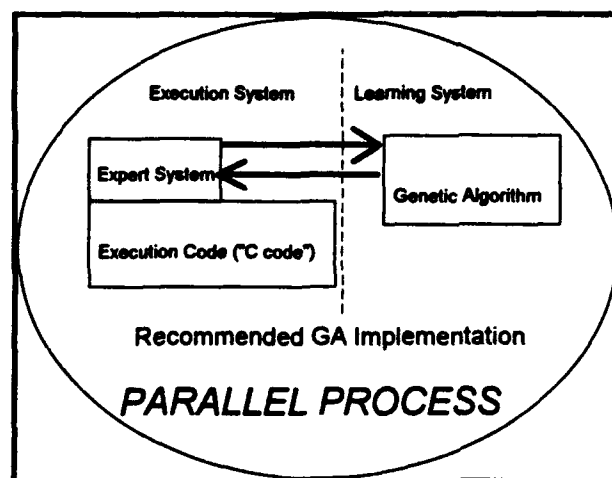 Execution System
Learning System
Expert System
Genetic Algorithm
Execution Code ("C code")
Recommended GA Implementation
PARALLEL PROCESS